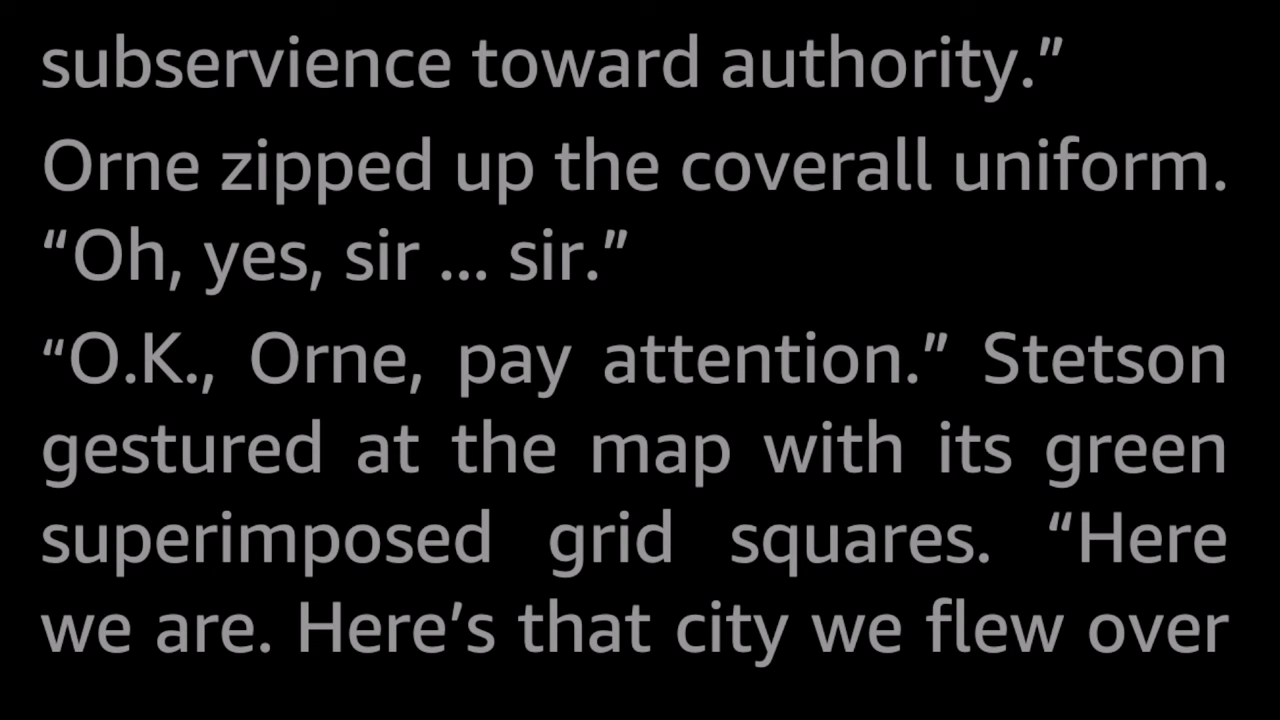 subservience toward authority.”
Orne zipped up the coverall uniform.
“Oh, yes, sir ... sir.”
“O.K., Orne, pay attention.” Stetson
gestured at the map with its green
superimposed grid squares. “Here
we are. Here’s that city we flew over